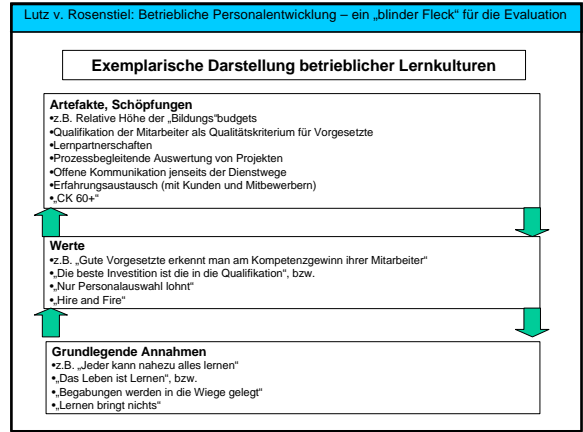 Lutz v. Rosenstiel: Betriebliche Personalentwicklung – ein „blinder Fleck“ für die Evaluation
Exemplarische Darstellung betrieblicher Lernkulturen
Artefakte, Schöpfungen
•z.B. Relative Höhe der „Bildungs“budgets
•Qualifikation der Mitarbeiter als Qualitätskriterium für Vorgesetzte
•Lernpartnerschaften
•Prozessbegleitende Auswertung von Projekten
•Offene Kommunikation jenseits der Dienstwege
•Erfahrungsaustausch (mit Kunden und Mitbewerbern)
•„CK 60+“
Werte
•z.B. „Gute Vorgesetzte erkennt man am Kompetenzgewinn ihrer Mitarbeiter“
•„Die beste Investition ist die in die Qualifikation“, bzw.
•„Nur Personalauswahl lohnt“
•„Hire and Fire“
Grundlegende Annahmen
•z.B. „Jeder kann nahezu alles lernen“
•„Das Leben ist Lernen“, bzw.
•„Begabungen werden in die Wiege gelegt“
•„Lernen bringt nichts“